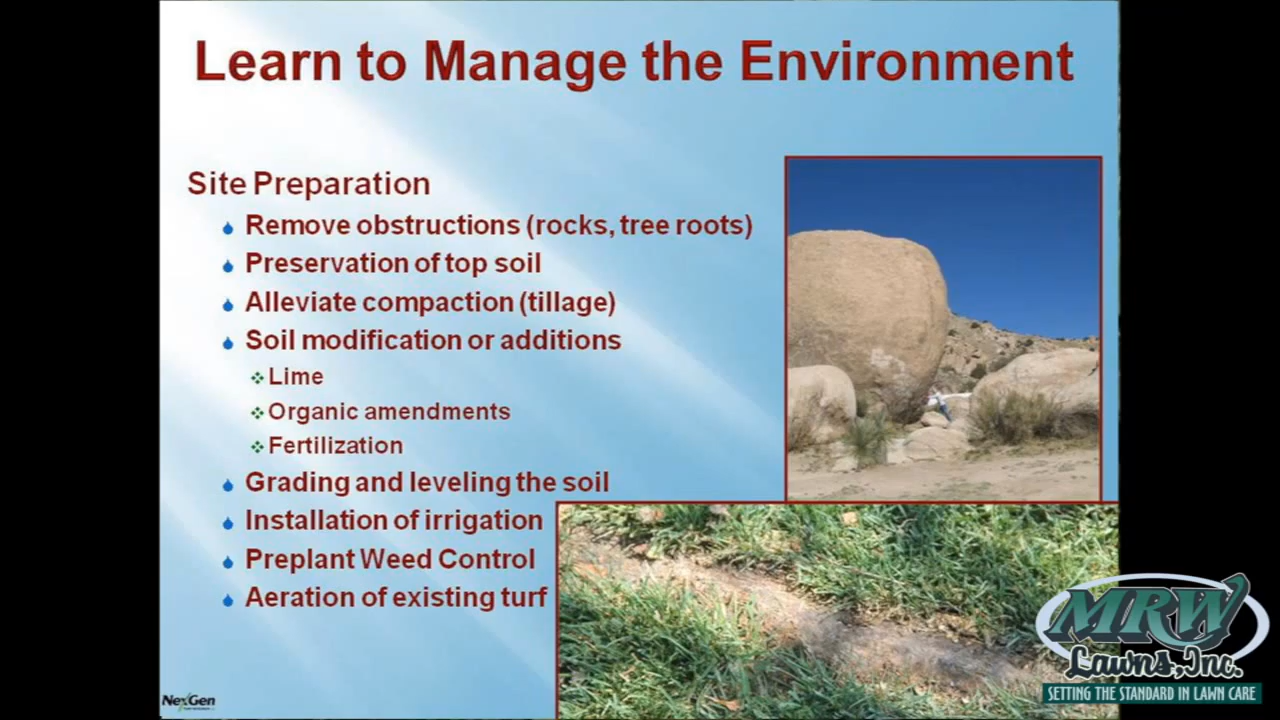 Learn to Manage the Environment
Site Preparation
Remove obstructions (rocks, tree roots)
Preservation of top soil
Alleviate compaction (tillage)
Soil modification or additions
Lime
Organic amendments
Fertilization
Grading and leveling the soil
Installation of irrigation
Preplant Weed Control
Aeration of existing turf
NexGen
MRW
Lawns, Inc.
SETTING THE STANDARD IN LAWN CARE